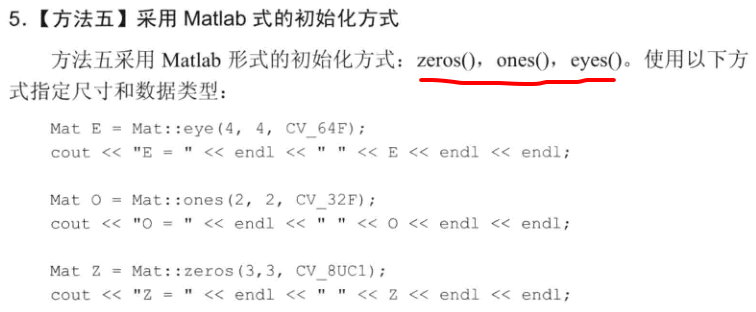 5.【方法五】采用 Matlab 式的初始化方式
方法五采用 Matlab 形式的初始化方式：zeros()，ones()，eyes()。使用以下方
式指定尺寸和数据类型：
Mat E = Mat::eye(4, 4, CV_64F);
cout << "E = " << endl << " " << E << endl << endl;
Mat O = Mat::ones(2, 2, CV_32F);
cout << "O = " << endl << " " << O << endl << endl;
Mat Z = Mat::zeros(3,3, CV_8UC1);
cout << "Z = " << endl << " " << Z << endl << endl;